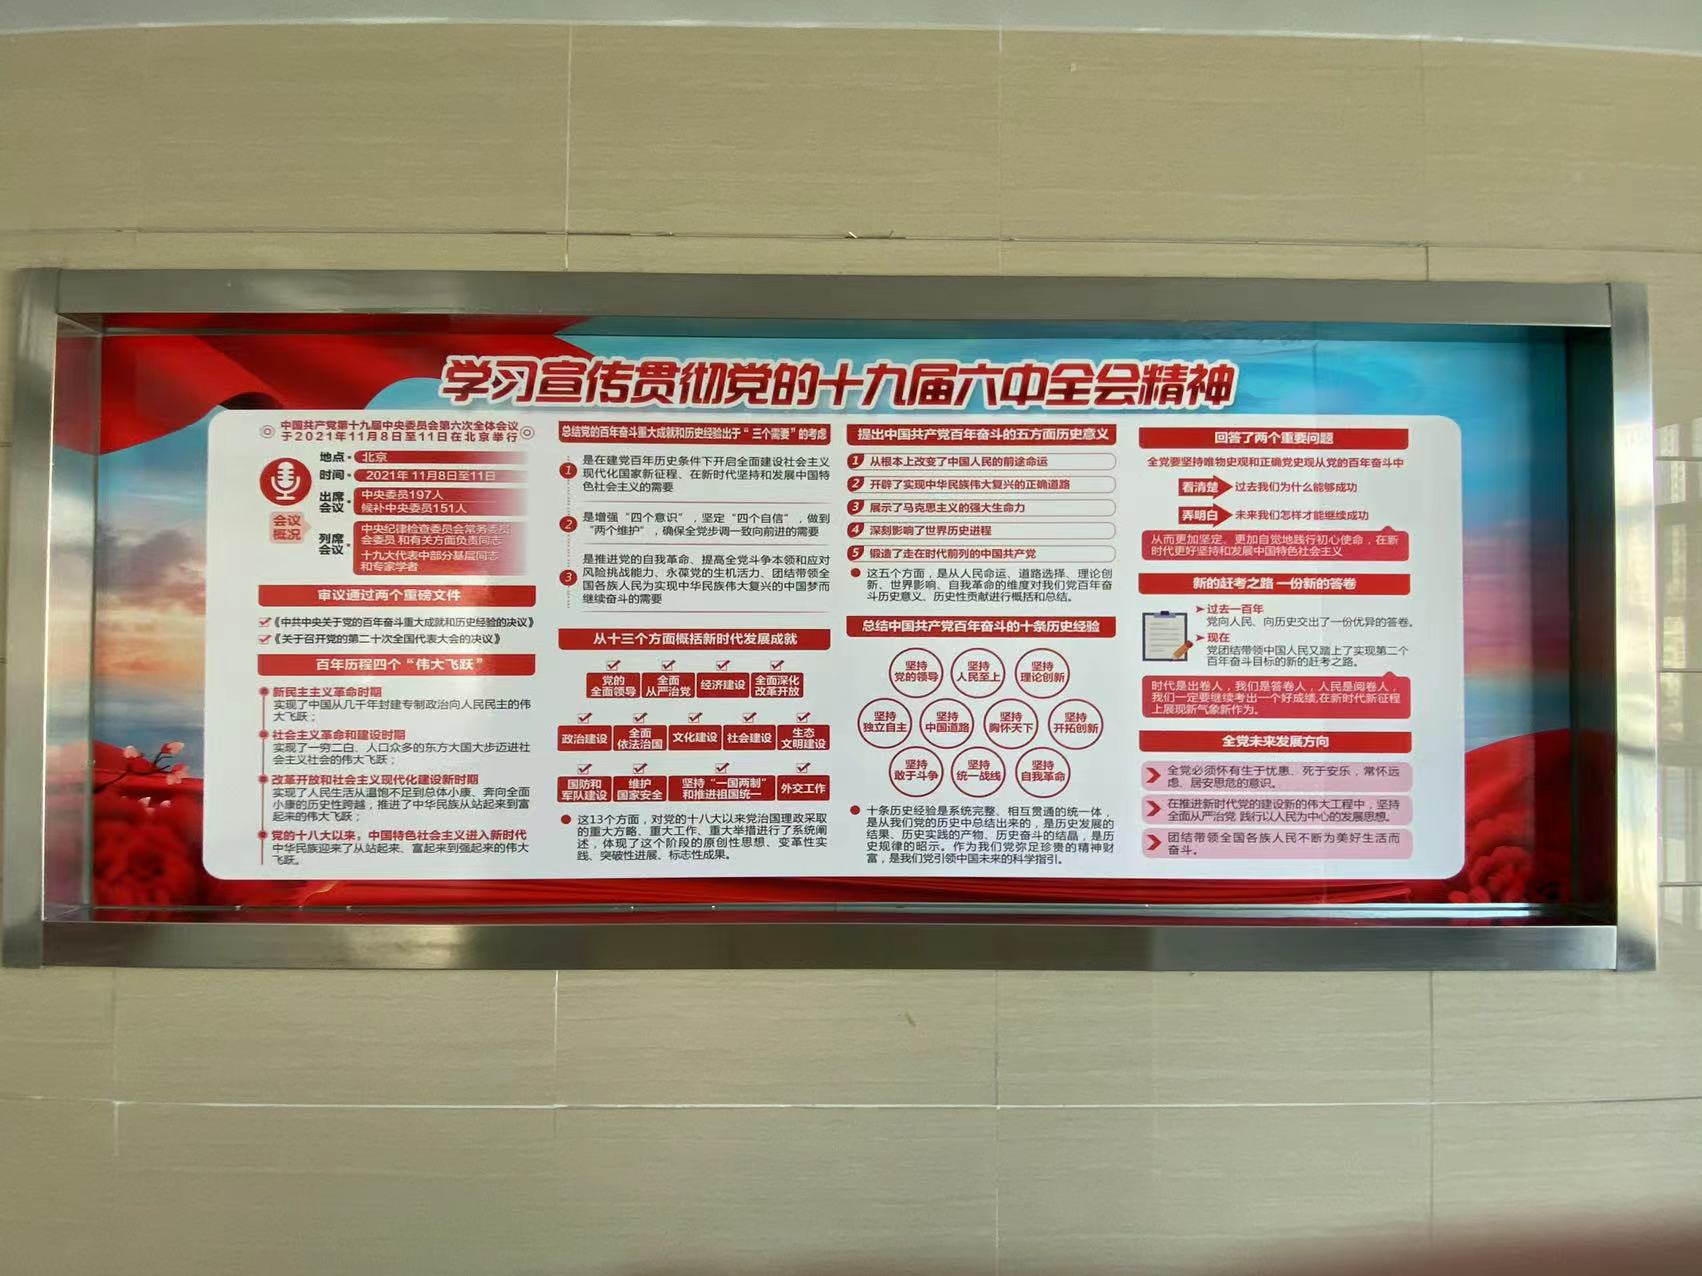 学习宣传贯彻党的十九届六中全会精神
中国共产党第十九届中央委员会第六次全体会议
于2021年11月8日至11日在北京举行
会议
概况
地点
北京
时间
2021年11月8日至11日
出席
会议
中央委员197人
候补中央委员151人
列席
会议
中央纪律检查委员会常务委员
会委员 和有关方面负责同志
十九大代表中部分基层同志
和专家学者
审议通过两个重磅文件
《中共中央关于党的百年奋斗重大成就和历史经验的决议》
《关于召开党的第二十次全国代表大会的决议》
百年历程四个“伟大飞跃”
新民主主义革命时期
实现了中国从几千年封建专制政治向人民民主的伟
大飞跃；
社会主义革命和建设时期
实现了一穷二白、人口众多的东方大国大步迈进社
会主义社会的伟大飞跃；
改革开放和社会主义现代化建设新时期
实现了人民生活从温饱不足到总体小康、奔向全面
小康的历史性跨越，推进了中华民族从站起来到富
起来的伟大飞跃；
党的十八大以来，中国特色社会主义进入新时代
中华民族迎来了从站起来、富起来到强起来的伟大
飞跃。
总结党的百年奋斗重大成就和历史经验出于“三个需要”的考虑
1
是在建党百年历史条件下开启全面建设社会主义
现代化国家新征程、在新时代坚持和发展中国特
色社会主义的需要
2
是增强“四个意识”，坚定“四个自信”，做到
“两个维护”，确保全党步调一致向前进的需要
3
是推进党的自我革命、提高全党斗争本领和应对
风险挑战能力、永葆党的生机活力、团结带领全
国各族人民为实现中华民族伟大复兴的中国梦而
继续奋斗的需要
从十三个方面概括新时代发展成就
党的
全面领导
全面
从严治党
经济建设
全面深化
改革开放
政治建设
全面
依法治国
文化建设
社会建设
生态
文明建设
国防和
军队建设
维护
国家安全
坚持“一国两制”
和推进祖国统一
外交工作
这13个方面，对党的十八大以来党治国理政采取
的重大方略、重大工作、重大举措进行了系统阐
述，体现了这个阶段的原创性思想、变革性实
践、突破性进展、标志性成果。
提出中国共产党百年奋斗的五方面历史意义
1 从根本上改变了中国人民的前途命运
2 开辟了实现中华民族伟大复兴的正确道路
3 展示了马克思主义的强大生命力
4 深刻影响了世界历史进程
5 锻造了走在时代前列的中国共产党
这五个方面，是从人民命运、道路选择、理论创
新、世界影响、自我革命的维度对我们党百年奋
斗历史意义、历史性贡献进行概括和总结。
总结中国共产党百年奋斗的十条历史经验
坚持
党的领导
坚持
人民至上
坚持
理论创新
坚持
独立自主
坚持
中国道路
坚持
胸怀天下
坚持
开拓创新
坚持
敢于斗争
坚持
统一战线
坚持
自我革命
十条历史经验是系统完整、相互贯通的统一体，
是从我们党的历史中总结出来的，是历史发展的
结果、历史实践的产物、历史奋斗的结晶，是历
史规律的昭示。作为我们党弥足珍贵的精神财
富，是我们党引领中国未来的科学指引。
回答了两个重要问题
全党要坚持唯物史观和正确党史观从党的百年奋斗中
看清楚 过去我们为什么能够成功
弄明白 未来我们怎样才能继续成功
从而更加坚定、更加自觉地践行初心使命，在新
时代更好坚持和发展中国特色社会主义
新的赶考之路 一份新的答卷
过去一百年
党向人民、向历史交出了一份优异的答卷。
现在
党团结带领中国人民又踏上了实现第二个
百年奋斗目标的新的赶考之路。
时代是出卷人，我们是答卷人，人民是阅卷人，
我们一定要继续考出一个好成绩,在新时代新征程
上展现新气象新作为。
全党未来发展方向
全党必须怀有生于忧患、死于安乐，常怀远
虑、居安思危的意识。
在推进新时代党的建设新的伟大工程中，坚持
全面从严治党 践行以人民为中心的发展思想。
团结带领全国各族人民不断为美好生活而
奋斗。